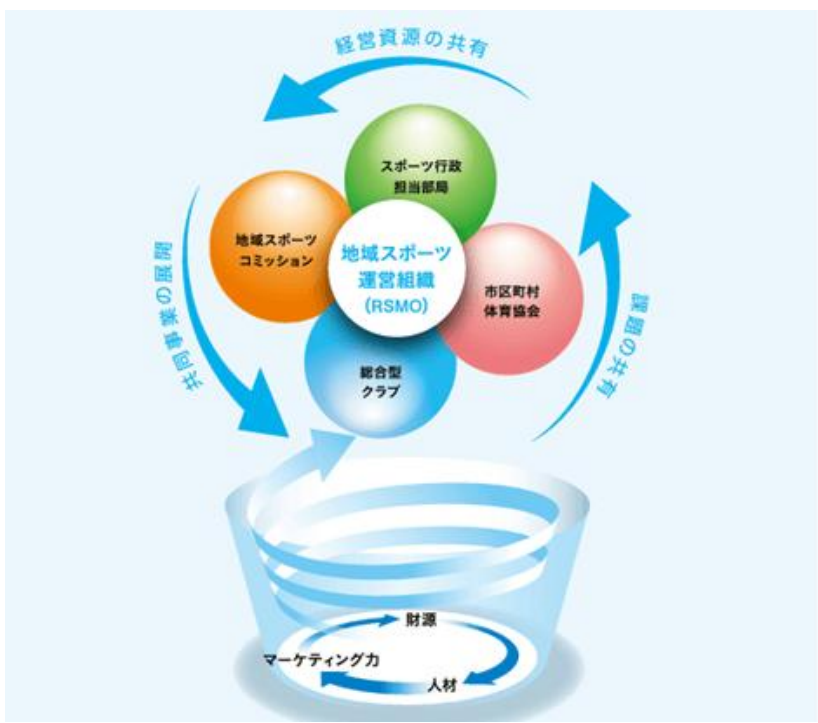 経営資源の共有
スポーツ行政
担当部局
地域スポーツ
コミッション
地域スポーツ
運営組織
(RSMO)
市区町村
体育協会
総合型
クラブ
共同事業の展開
課題の共有
財源
マーケティング力
人材